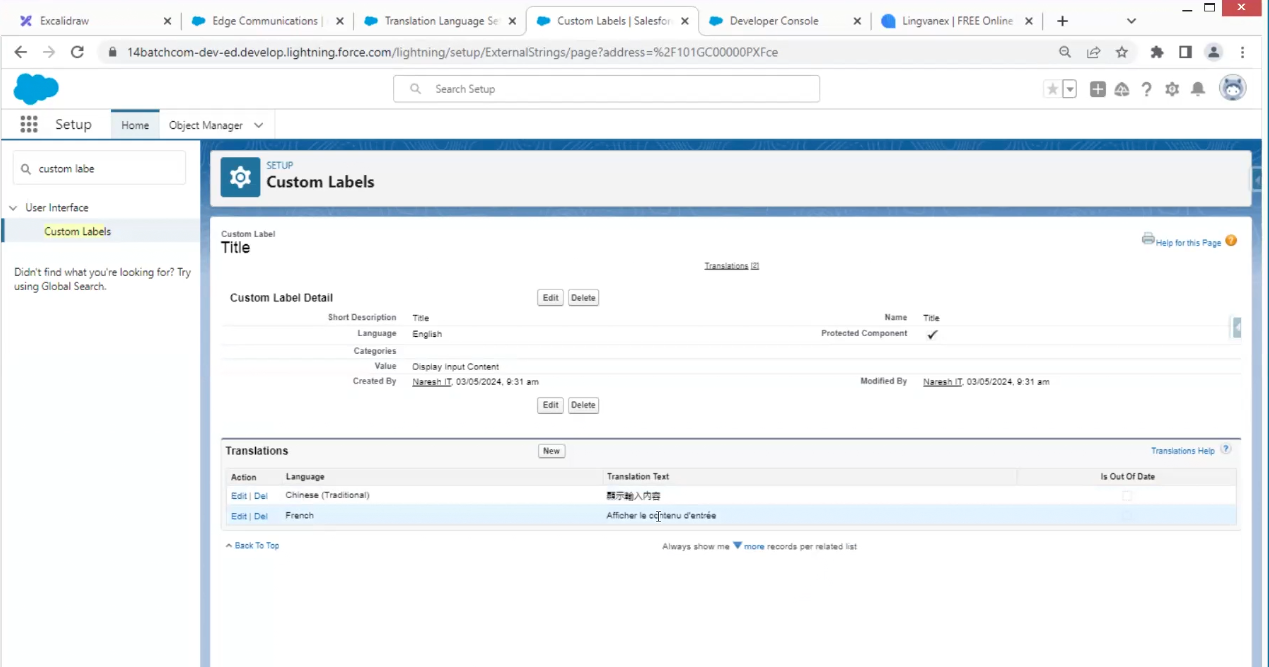 Excalidraw
Edge Communications |
Translation Language Se
Custom Labels | Salesfor
Developer Console
Lingvanex | FREE Online
14batchcom-dev-ed.develop.lightning.force.com/lightning/setup/ExternalStrings/page?address=%2F101GC00000PXFce
Search Setup
Setup
Home
Object Manager
custom labe
User Interface
Custom Labels
Didn't find what you're looking for? Try
using Global Search.
SETUP
Custom Labels
Custom Label
Title
Help for this Page
Translations [2]
Custom Label Detail
Edit
Delete
Short Description Title
Name Title
Language English
Protected Component ✓
Categories
Value Display Input Content
Created By Naresh IT, 03/05/2024, 9:31 am
Modified By Naresh IT, 03/05/2024, 9:31 am
Edit
Delete
Translations
New
Translations Help ?
Action Language Translation Text Is Out Of Date
Edit | Del Chinese (Traditional) 顯示輸入内容
Edit | Del French Afficher le contenu d'entrée
Back To Top
Always show me more records per related list